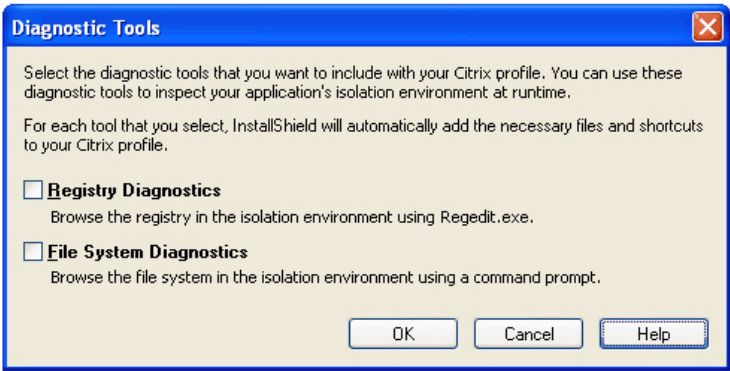 Diagnostic Tools
Select the diagnostic tools that you want to include with your Citrix profile. You can use these
diagnostic tools to inspect your application's isolation environment at runtime.
For each tool that you select, InstallShield will automatically add the necessary files and shortcuts
to your Citrix profile.
Registry Diagnostics
Browse the registry in the isolation environment using Regedit.exe.
File System Diagnostics
Browse the file system in the isolation environment using a command prompt.
OK Cancel Help